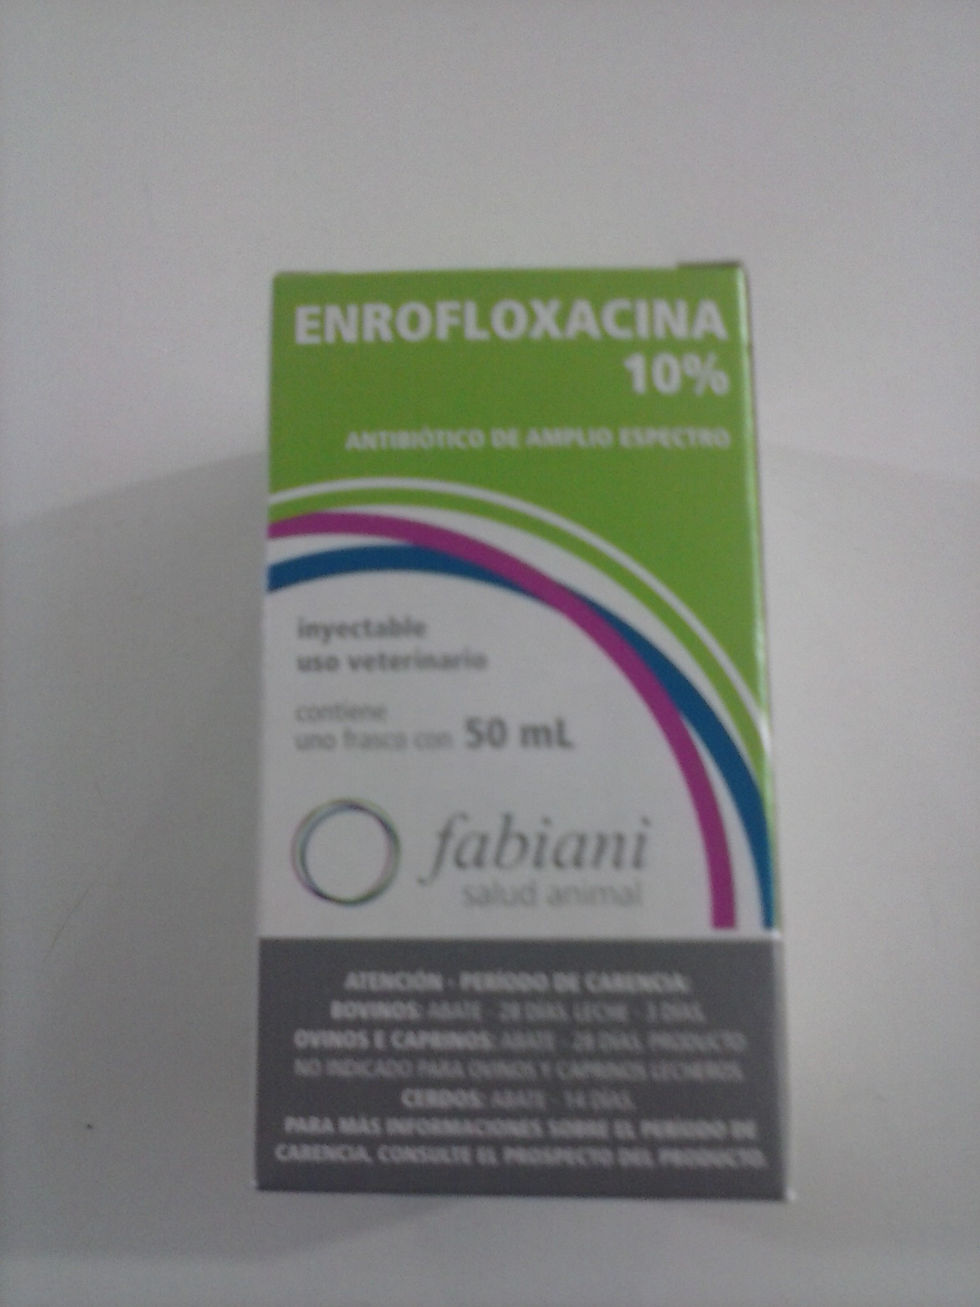 ENROFLOXACINA
10%
ANTIBIÓTICO DE AMPLIO ESPECTRO
inyectable
uso veterinario
contiene
uno frasco con 50 mL
fabiani
salud animal
ATENCIÓN - PERÍODO DE CARENCIA:
BOVINOS: ABATE - 28 DÍAS. LECHE - 3 DÍAS.
OVINOS E CAPRINOS: ABATE - 28 DÍAS. PRODUCTO
NO INDICADO PARA OVINOS Y CAPRINOS LECHEROS.
CERDOS: ABATE - 14 DÍAS.
PARA MÁS INFORMACIONES SOBRE EL PERÍODO DE
CARENCIA, CONSULTE EL PROSPECTO DEL PRODUCTO.